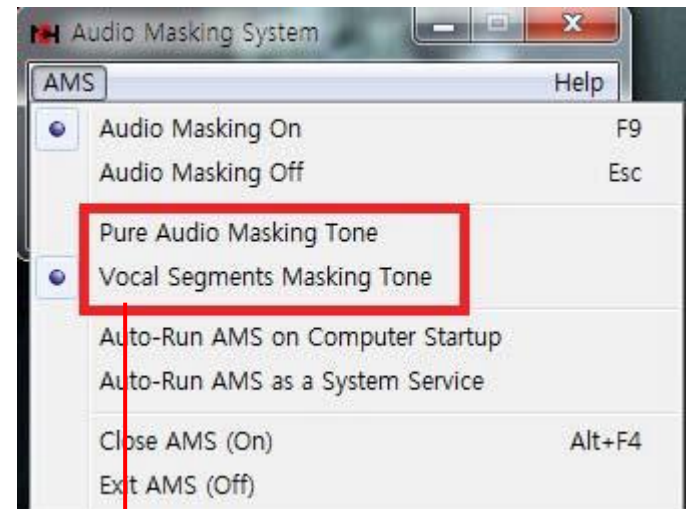 Audio Masking System
AMS Help
Audio Masking On F9
Audio Masking Off Esc
Pure Audio Masking Tone
Vocal Segments Masking Tone
Auto-Run AMS on Computer Startup
Auto-Run AMS as a System Service
Close AMS (On) Alt+F4
Exit AMS (Off)